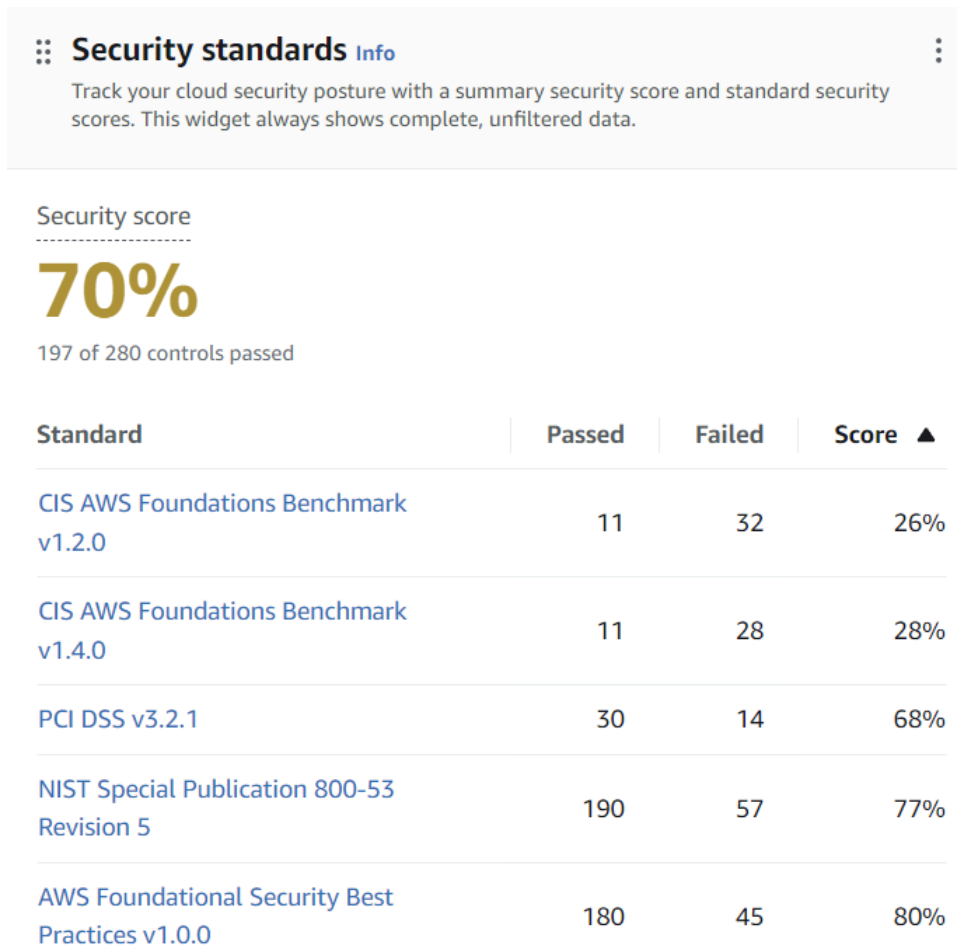 Security standards Info
Track your cloud security posture with a summary security score and standard security
scores. This widget always shows complete, unfiltered data.
Security score
70%
197 of 280 controls passed
Standard Passed Failed Score ▲
CIS AWS Foundations Benchmark
v1.2.0 11 32 26%
CIS AWS Foundations Benchmark
v1.4.0 11 28 28%
PCI DSS v3.2.1 30 14 68%
NIST Special Publication 800-53
Revision 5 190 57 77%
AWS Foundational Security Best
Practices v1.0.0 180 45 80%